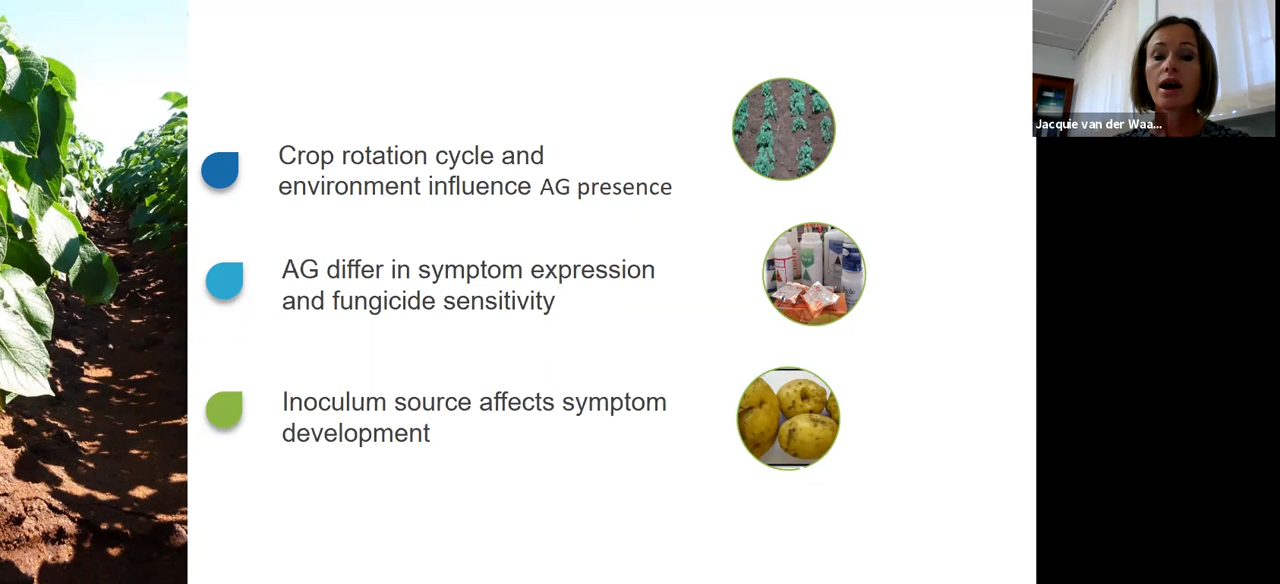 Crop rotation cycle and
environment influence AG presence
AG differ in symptom expression
and fungicide sensitivity
Inoculum source affects symptom
development
Jacquie van der Waa...